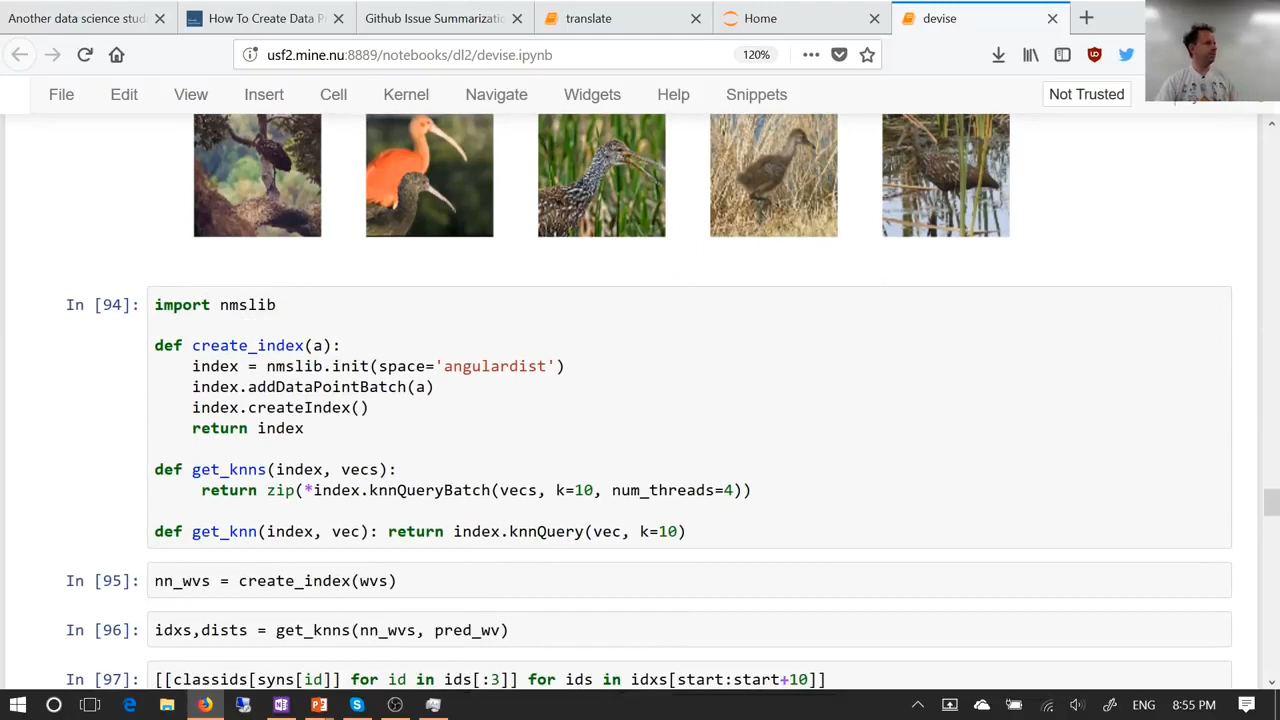 Another data science stud
How To Create Data P
Github Issue Summarizatio
translate
Home
devise
usf2.mine.nu:8889/notebooks/dl2/devise.ipynb
120%
File Edit View Insert Cell Kernel Navigate Widgets Help Snippets
Not Trusted
In [94]:
import nmslib
def create_index(a):
index = nmslib.init(space='angulardist')
index.addDataPointBatch(a)
index.createIndex()
return index
def get_knns(index, vecs):
return zip(*index.knnQueryBatch(vecs, k=10, num_threads=4))
def get_knn(index, vec): return index.knnQuery(vec, k=10)
In [95]:
nn_wvs = create_index(wvs)
In [96]:
idxs,dists = get_knns(nn_wvs, pred_wv)
In [97]:
[[classids[syns[id]] for id in ids[:3]] for ids in idxs[start:start+10]]
ENG
8:55 PM